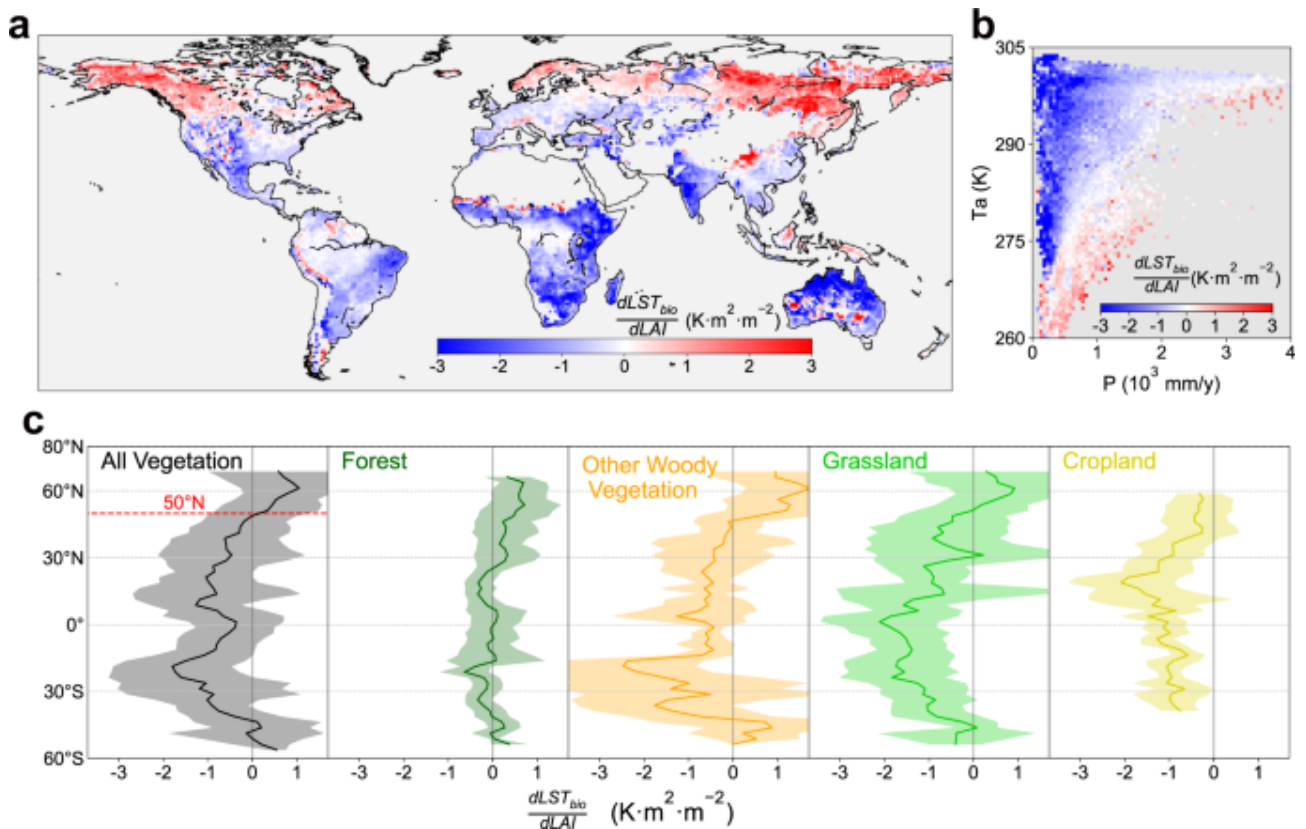 a
dLST_bio
dLAI
(K·m²·m⁻²)
-3 -2 -1 0 1 2 3
b
305
290
275
260
Ta (K)
dLST_bio
dLAI
(K·m²·m⁻²)
-3 -2 -1 0 1 2 3
0 1 2 3 4
P (10³ mm/y)
c
80°N
60°N
30°N
0°
30°S
60°S
All Vegetation
50°N
Forest
Other Woody
Vegetation
Grassland
Cropland
-3 -2 -1 0 1
-3 -2 -1 0 1
-3 -2 -1 0 1
-3 -2 -1 0 1
-3 -2 -1 0 1
dLST_bio
dLAI
(K·m²·m⁻²)